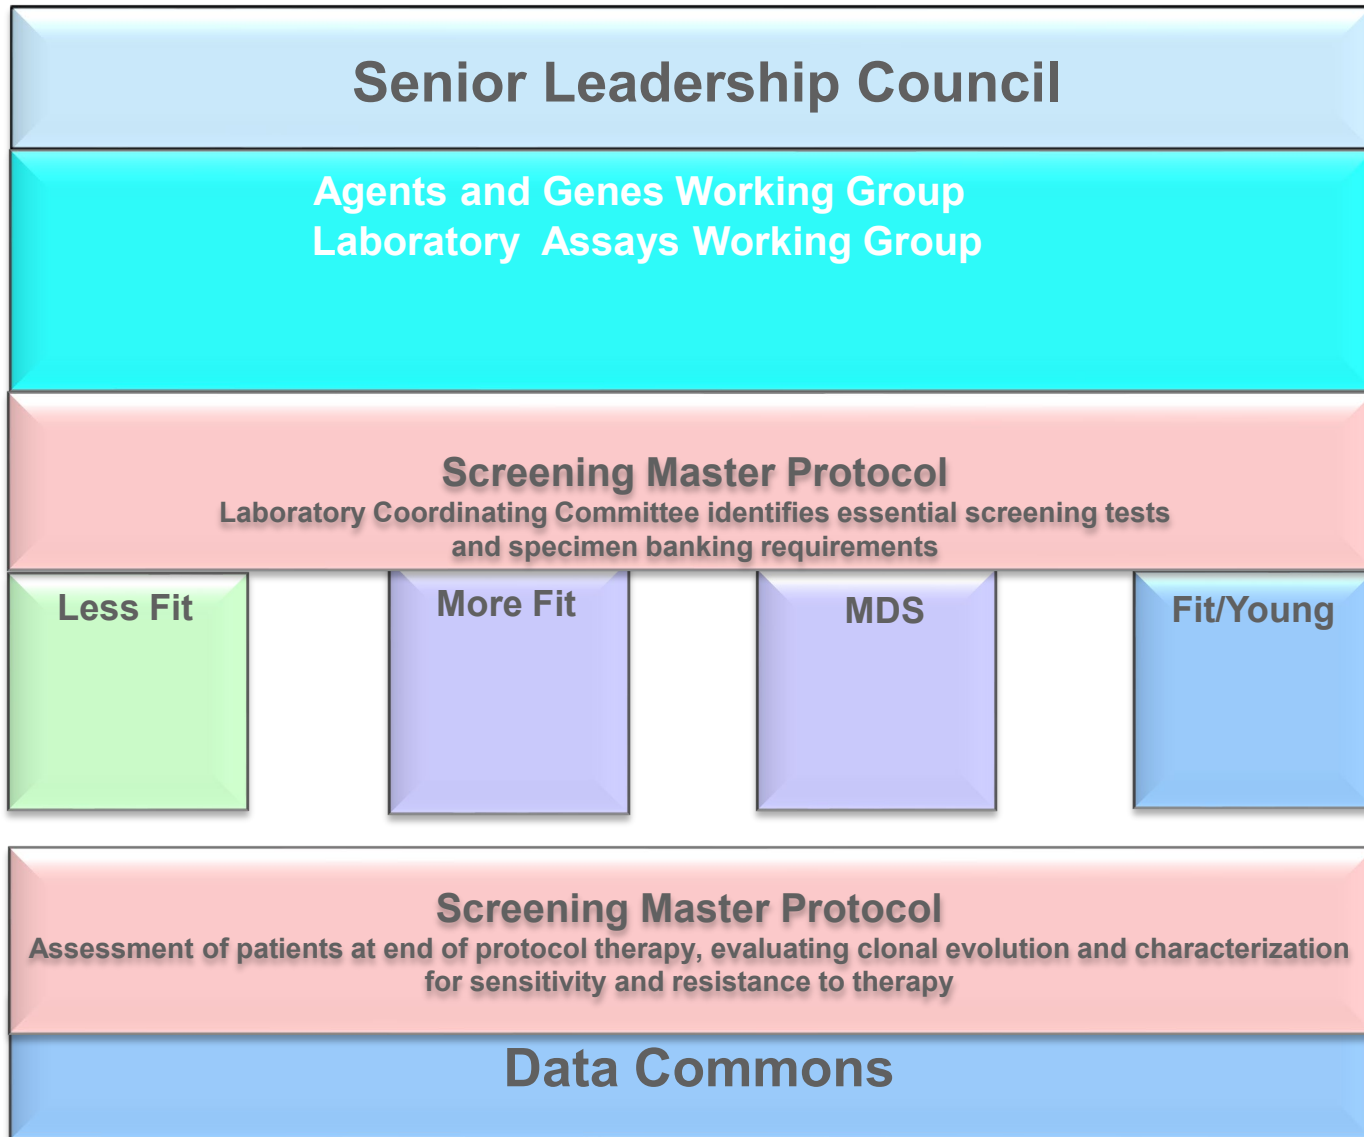 Senior Leadership Council
Agents and Genes Working Group
Laboratory Assays Working Group
Screening Master Protocol
Laboratory Coordinating Committee identifies essential screening tests
and specimen banking requirements
Less Fit
More Fit
MDS
Fit/Young
Screening Master Protocol
Assessment of patients at end of protocol therapy, evaluating clonal evolution and characterization
for sensitivity and resistance to therapy
Data Commons